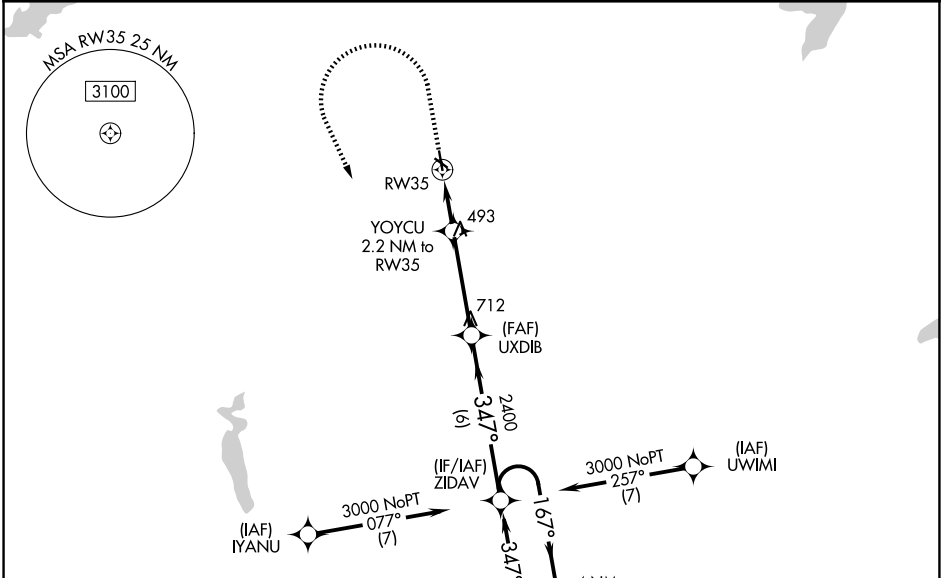 MSA RW35 25 NM
3100
RW35
493
YOYCU
2.2 NM to
RW35
712
(FAF)
UXDIB
2400
347°
(6)
(IF/IAF)
ZIDAV
3000 NoPT
257°
(7)
(IAF)
UWIMI
3000 NoPT
077°
(7)
(IAF)
IYANU
167°
347°